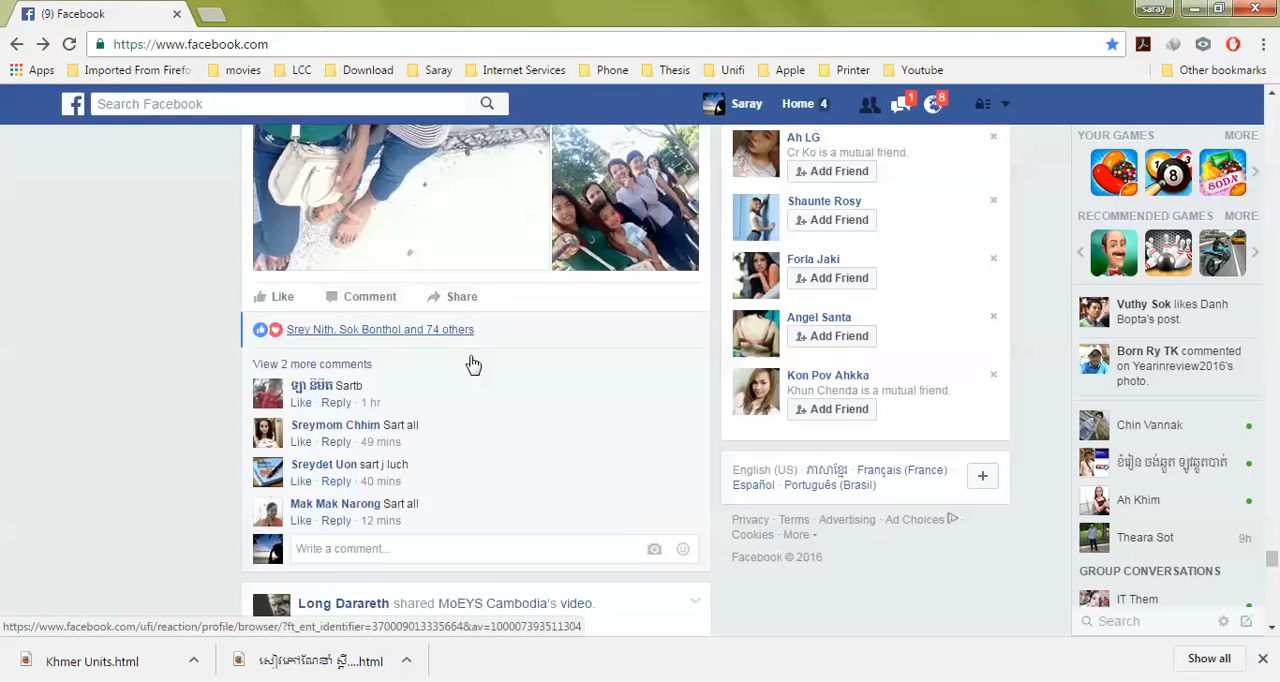 (9) Facebook
saray
https://www.facebook.com
Apps Imported From Firefo movies LCC Download Saray Internet Services Phone Thesis Unifi Apple Printer Youtube Other bookmarks
Search Facebook
Saray Home 4 1 8
Like Comment Share
Srey Nith, Sok Bonthol and 74 others
View 2 more comments
Sartb
Like · Reply · 1 hr
Sreymom Chhim Sart all
Like · Reply · 49 mins
Sreydet Uon sart j luch
Like · Reply · 40 mins
Mak Mak Narong Sart all
Like · Reply · 12 mins
Write a comment...
Long Darareth shared MoEYS Cambodia's video.
Ah LG
Cr Ko is a mutual friend.
Add Friend
Shaunte Rosy
Add Friend
Forla Jaki
Add Friend
Angel Santa
Add Friend
Kon Pov Ahkka
Khun Chenda is a mutual friend.
Add Friend
English (US) · ភាសាខ្មែរ · Français (France) ·
Español · Português (Brasil)
Privacy · Terms · Advertising · Ad Choices ·
Cookies · More
Facebook © 2016
YOUR GAMES MORE
8
SODA
RECOMMENDED GAMES MORE
Vuthy Sok likes Danh
Bopta's post.
Born Ry TK commented
on Yearinreview2016's
photo.
Chin Vannak
Ah Khim
Theara Sot 9h
GROUP CONVERSATIONS
IT Them
Search
https://www.facebook.com/ufi/reaction/profile/browser/?ft_ent_identifier=370009013335664&av=100007393511304
Khmer Units.html
Show all